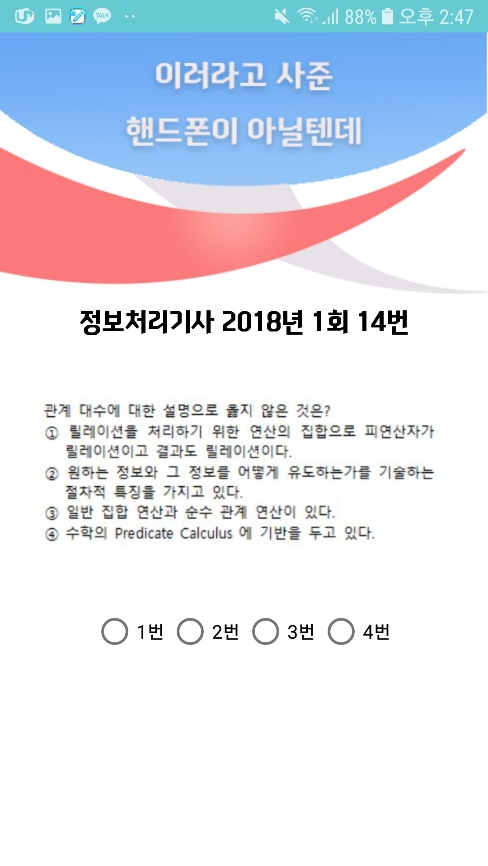 88% 오후 2:47
이러라고 사준
핸드폰이 아닐텐데
정보처리기사 2018년 1회 14번
관계 대수에 대한 설명으로 옳지 않은 것은?
① 릴레이션을 처리하기 위한 연산의 집합으로 피연산자가
릴레이션이고 결과도 릴레이션이다.
② 원하는 정보와 그 정보를 어떻게 유도하는가를 기술하는
절차적 특징을 가지고 있다.
③ 일반 집합 연산과 순수 관계 연산이 있다.
④ 수학의 Predicate Calculus 에 기반을 두고 있다.
1번 2번 3번 4번